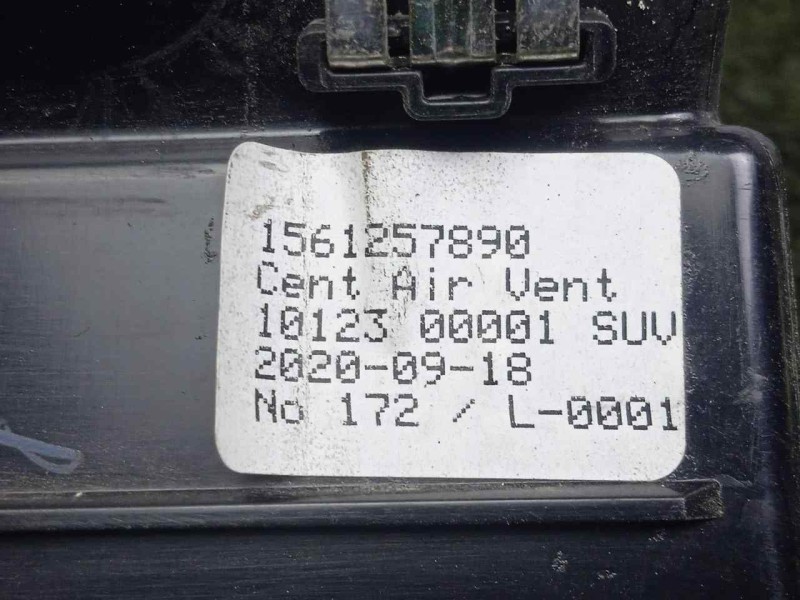 1561257890
Cent Air Vent
10123 00001 SUV
2020-09-18
No 172 / L-0001